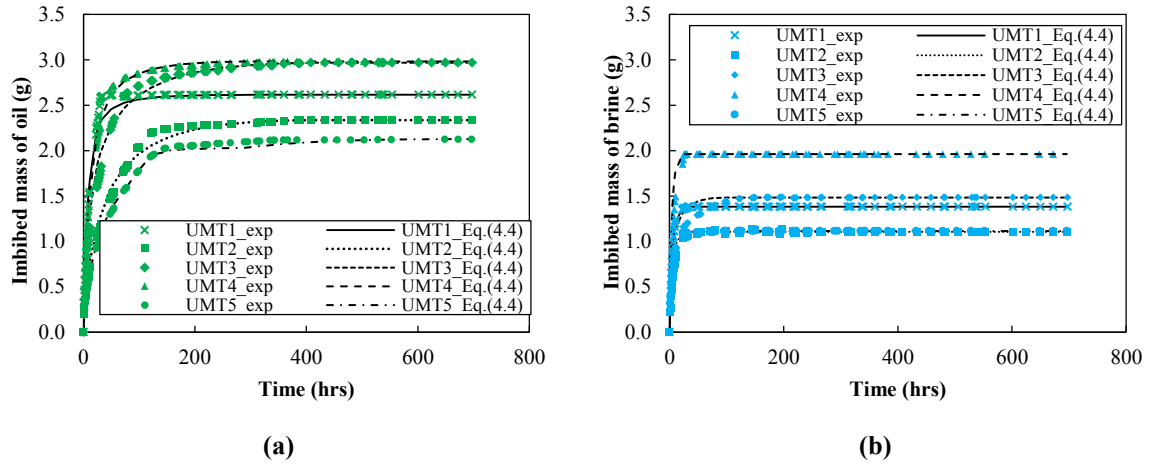 3.5
3.0
2.5
2.0
1.5
1.0
0.5
0.0
Imbibed mass of oil (g)
UMT1_exp UMT1_Eq.(4.4)
UMT2_exp UMT2_Eq.(4.4)
UMT3_exp UMT3_Eq.(4.4)
UMT4_exp UMT4_Eq.(4.4)
UMT5_exp UMT5_Eq.(4.4)
0 200 400 600 800
Time (hrs)
(a)
3.5
3.0
2.5
2.0
1.5
1.0
0.5
0.0
Imbibed mass of brine (g)
UMT1_exp UMT1_Eq.(4.4)
UMT2_exp UMT2_Eq.(4.4)
UMT3_exp UMT3_Eq.(4.4)
UMT4_exp UMT4_Eq.(4.4)
UMT5_exp UMT5_Eq.(4.4)
0 200 400 600 800
Time (hrs)
(b)